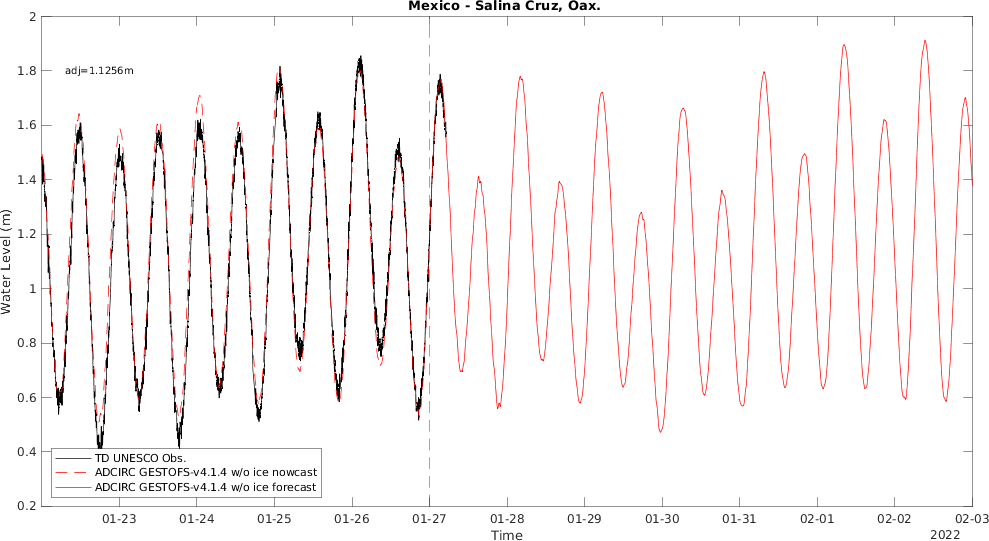 Mexico - Salina Cruz, Oax.
2
1.8
1.6
1.4
1.2
1
0.8
0.6
0.4
0.2
Water Level (m)
adj=1.1256m
TD UNESCO Obs.
ADCIRC GESTOFS-v4.1.4 w/o ice nowcast
ADCIRC GESTOFS-v4.1.4 w/o ice forecast
01-23 01-24 01-25 01-26 01-27 01-28 01-29 01-30 01-31 02-01 02-02 02-03
Time
2022